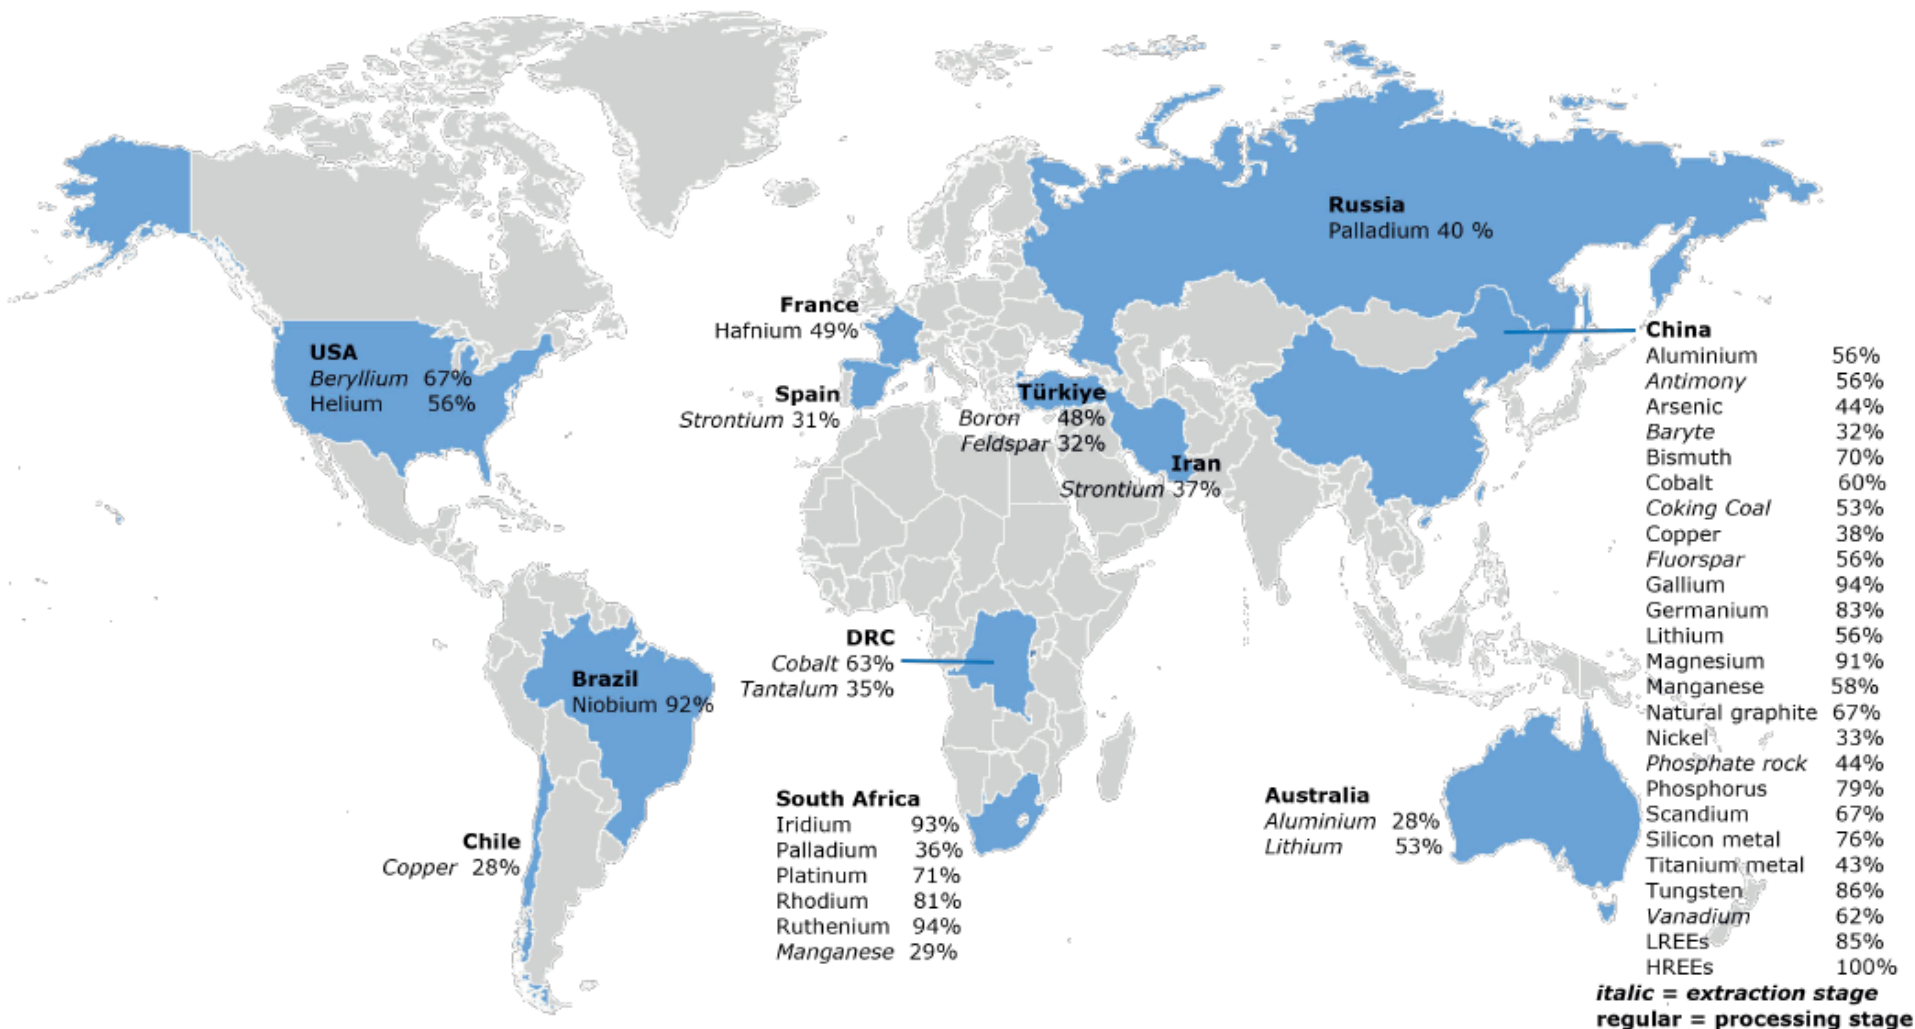 Russia
Palladium 40 %
France
Hafnium 49%
China
Aluminium 56%
Antimony 56%
Arsenic 44%
Baryte 32%
Bismuth 70%
Cobalt 60%
Coking Coal 53%
Copper 38%
Fluorspar 56%
Gallium 94%
Germanium 83%
Lithium 56%
Magnesium 91%
Manganese 58%
Natural graphite 67%
Nickel 33%
Phosphate rock 44%
Phosphorus 79%
Scandium 67%
Silicon metal 76%
Titanium metal 43%
Tungsten 86%
Vanadium 62%
LREEs 85%
HREEs 100%
USA
Beryllium 67%
Helium 56%
Spain
Strontium 31%
Türkiye
Boron 48%
Feldspar 32%
Iran
Strontium 37%
DRC
Cobalt 63%
Tantalum 35%
Brazil
Niobium 92%
South Africa
Iridium 93%
Palladium 36%
Platinum 71%
Rhodium 81%
Ruthenium 94%
Manganese 29%
Australia
Aluminium 28%
Lithium 53%
Chile
Copper 28%
italic = extraction stage
regular = processing stage